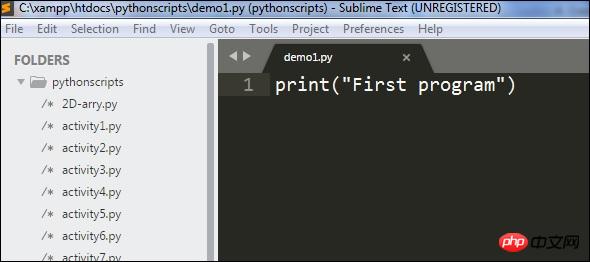 C:\xampp\htdocs\pythonscripts\demo1.py (pythonscripts) - Sublime Text (UNREGISTERED)
File Edit Selection Find View Goto Tools Project Preferences Help
FOLDERS
pythonscripts
/* 2D-arry.py
/* activity1.py
/* activity2.py
/* activity3.py
/* activity4.py
/* activity5.py
/* activity6.py
/* activity7.py
demo1.py ×
1 print("First program")
php 中文网